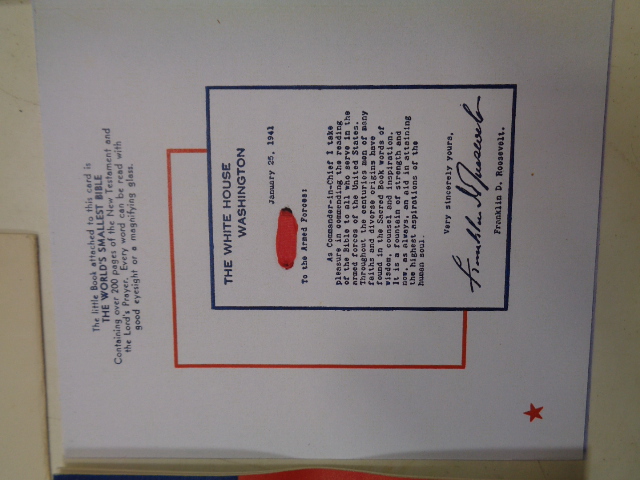 The little Book attached to this card is
THE WORLD'S SMALLEST BIBLE
Containing over 200 pages of the New Testament and
the Lord's Prayer. Every word can be read with
good eyesight or a magnifying glass.
THE WHITE HOUSE
WASHINGTON
January 25, 1941
To the Armed Forces:
As Commander-in-Chief I take
pleasure in commending the reading
of the Bible to all who serve in the
armed forces of the United States.
Throughout the centuries men of many
faiths and diverse origins have
found in the Sacred Book words of
wisdom, counsel and inspiration.
It is a fountain of strength and
now, as always, an aid in attaining
the highest aspirations of the
human soul.
Very sincerely yours,
Franklin D. Roosevelt
Franklin D. Roosevelt.